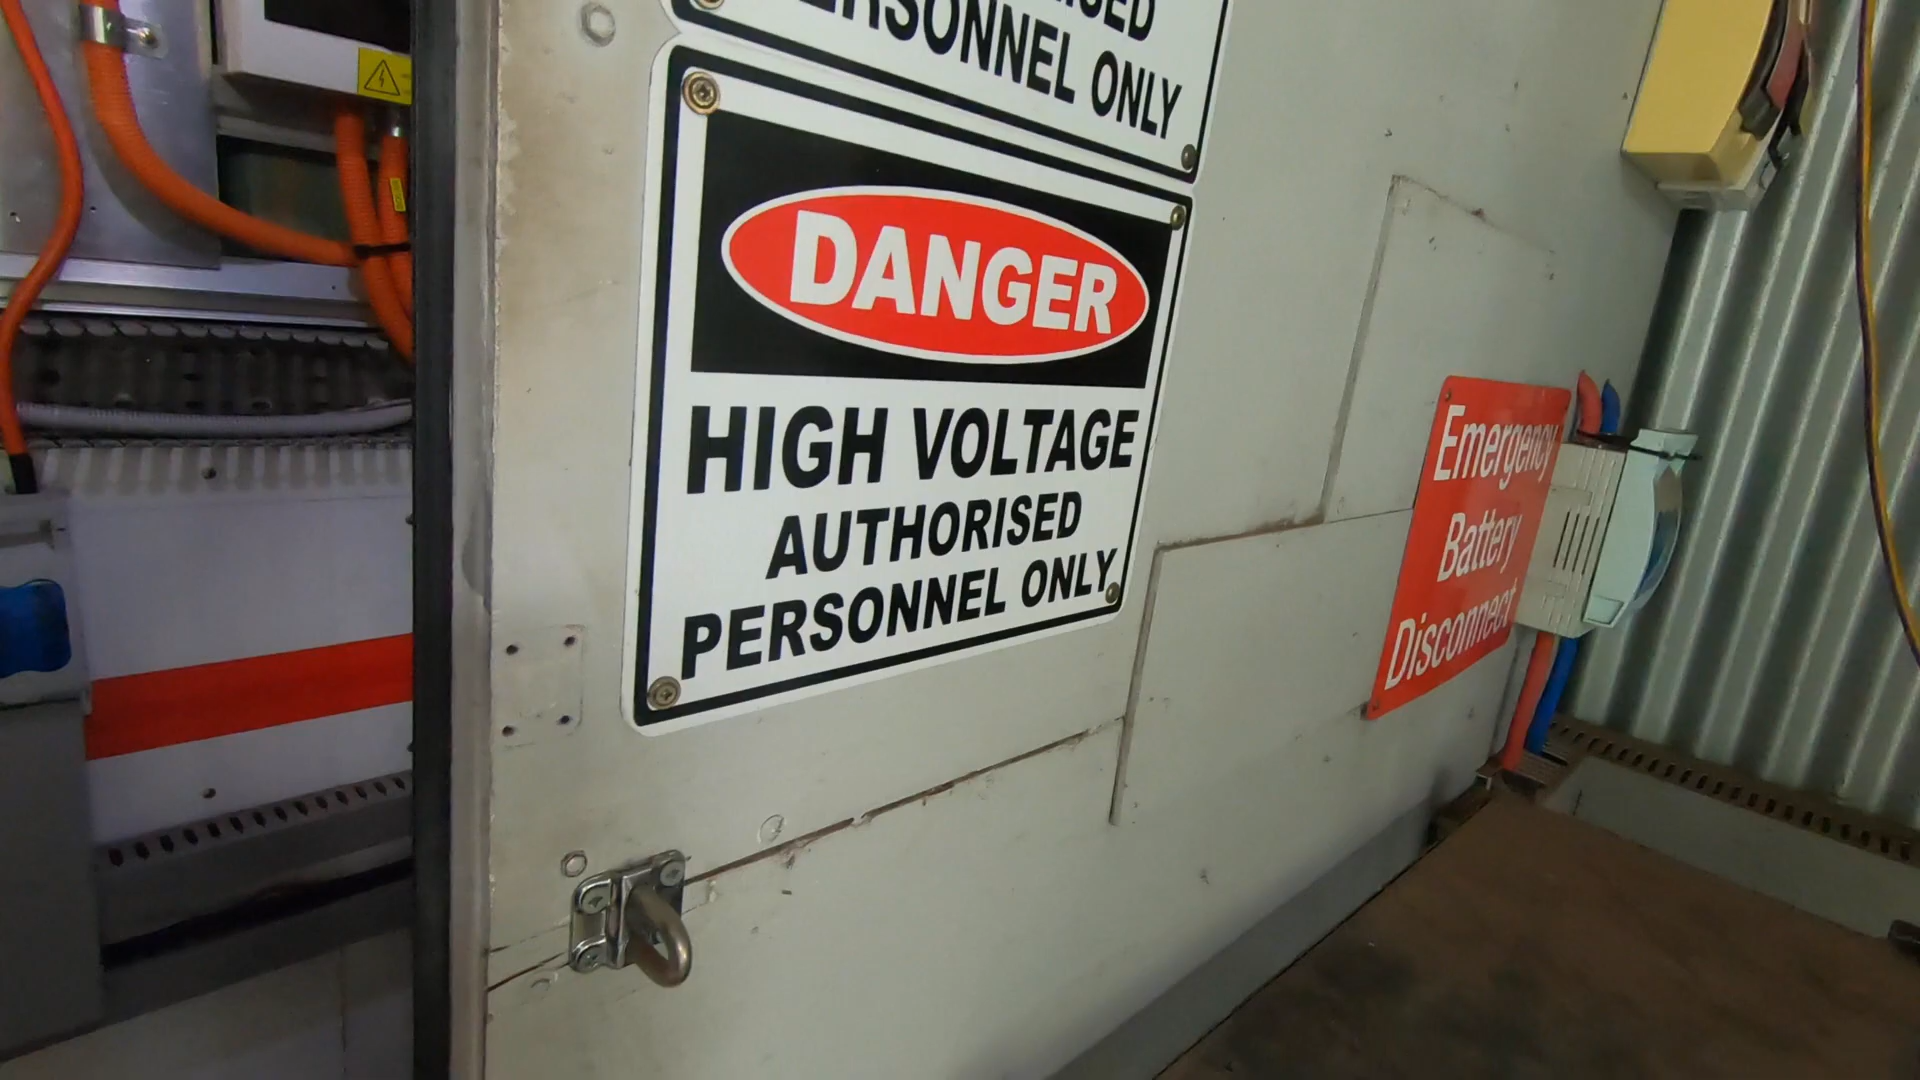 PERSONNEL ONLY
DANGER
HIGH VOLTAGE
AUTHORISED
PERSONNEL ONLY
Emergency
Battery
Disconnect